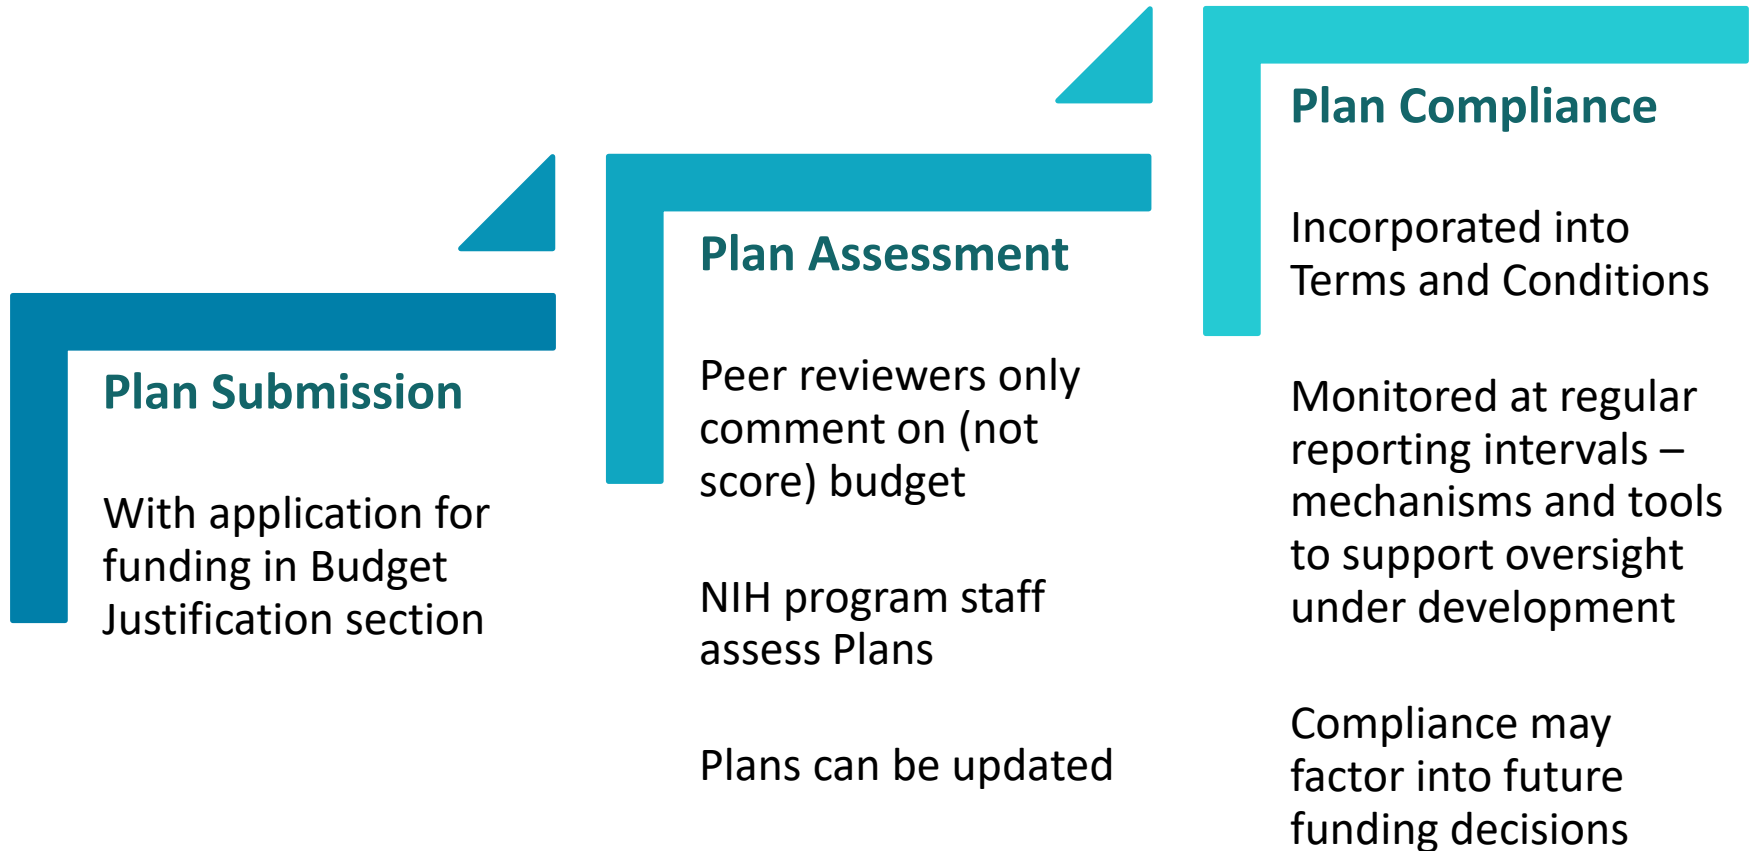 Plan Submission
With application for
funding in Budget
Justification section
Plan Assessment
Peer reviewers only
comment on (not
score) budget
NIH program staff
assess Plans
Plans can be updated
Plan Compliance
Incorporated into
Terms and Conditions
Monitored at regular
reporting intervals –
mechanisms and tools
to support oversight
under development
Compliance may
factor into future
funding decisions